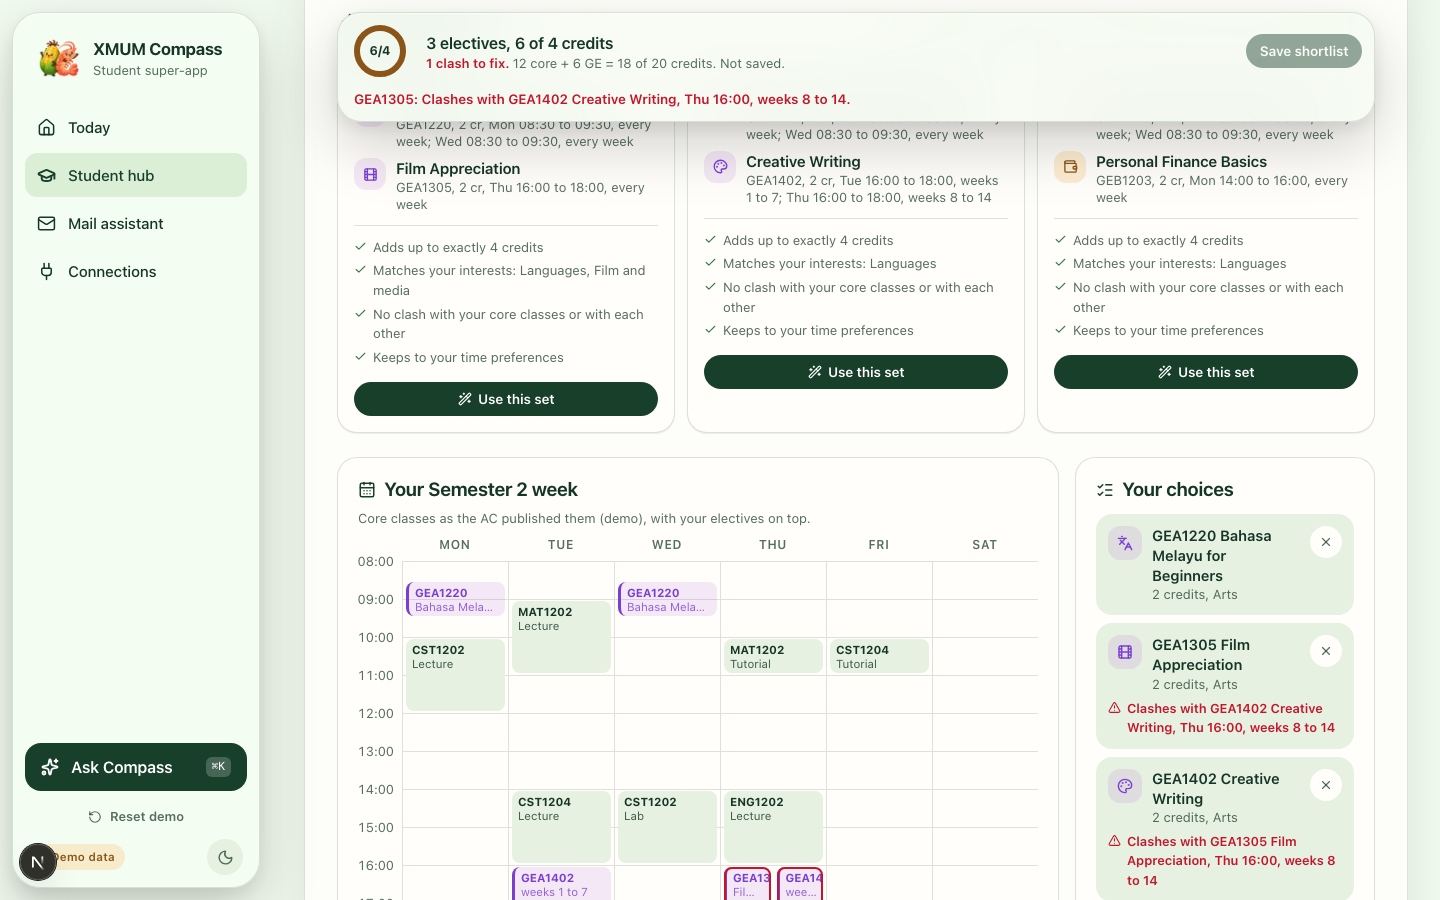 XMUM Compass
Student super-app
Today
Student hub
Mail assistant
Connections
Ask Compass
⌘K
Reset demo
Demo data
N
6/4
3 electives, 6 of 4 credits
1 clash to fix. 12 core + 6 GE = 18 of 20 credits. Not saved.
Save shortlist
GEA1305: Clashes with GEA1402 Creative Writing, Thu 16:00, weeks 8 to 14.
GEA1220, 2 cr, Mon 08:30 to 09:30, every
week; Wed 08:30 to 09:30, every week
Film Appreciation
GEA1305, 2 cr, Thu 16:00 to 18:00, every
week
Adds up to exactly 4 credits
Matches your interests: Languages, Film and
media
No clash with your core classes or with each
other
Keeps to your time preferences
Use this set
week; Wed 08:30 to 09:30, every week
Creative Writing
GEA1402, 2 cr, Tue 16:00 to 18:00, weeks
1 to 7; Thu 16:00 to 18:00, weeks 8 to 14
Adds up to exactly 4 credits
Matches your interests: Languages
No clash with your core classes or with each
other
Keeps to your time preferences
Use this set
week; Wed 08:30 to 09:30, every week
Personal Finance Basics
GEB1203, 2 cr, Mon 14:00 to 16:00, every
week
Adds up to exactly 4 credits
Matches your interests: Languages
No clash with your core classes or with each
other
Keeps to your time preferences
Use this set
Your Semester 2 week
Core classes as the AC published them (demo), with your electives on top.
MON TUE WED THU FRI SAT
08:00
GEA1220
Bahasa Mela...
GEA1220
Bahasa Mela...
09:00
MAT1202
Lecture
10:00
CST1202
Lecture
MAT1202
Tutorial
CST1204
Tutorial
11:00
12:00
13:00
14:00
CST1204
Lecture
CST1202
Lab
ENG1202
Lecture
15:00
16:00
GEA1402
weeks 1 to 7
GEA13
Fil...
GEA14
wee...
Your choices
GEA1220 Bahasa
Melayu for
Beginners
2 credits, Arts
GEA1305 Film
Appreciation
2 credits, Arts
Clashes with GEA1402 Creative
Writing, Thu 16:00, weeks 8 to 14
GEA1402 Creative
Writing
2 credits, Arts
Clashes with GEA1305 Film
Appreciation, Thu 16:00, weeks 8
to 14